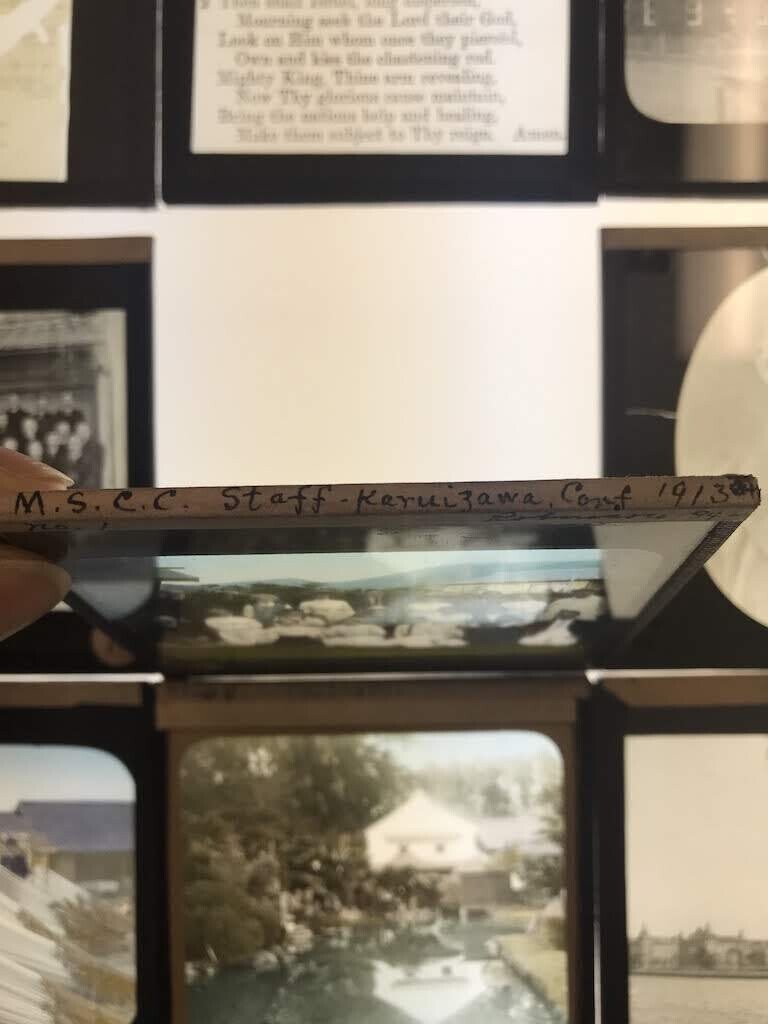 Mourning seek the Lord their God,
Look on Him whom once they pierced,
Own and kiss the chastening rod.
Mighty King, Thine arm revealing,
Now Thy glorious cause maintain,
Bring the nations help and healing,
Make them subject to Thy reign. Amen.
M.S.C.C. Staff - Karuizawa, Conf 1913
no. 1